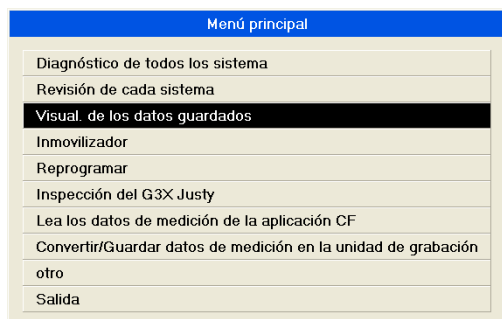 Menú principal
Diagnóstico de todos los sistema
Revisión de cada sistema
Visual. de los datos guardados
Inmovilizador
Reprogramar
Inspección del G3X Justy
Lea los datos de medición de la aplicación CF
Convertir/Guardar datos de medición en la unidad de grabación
otro
Salida